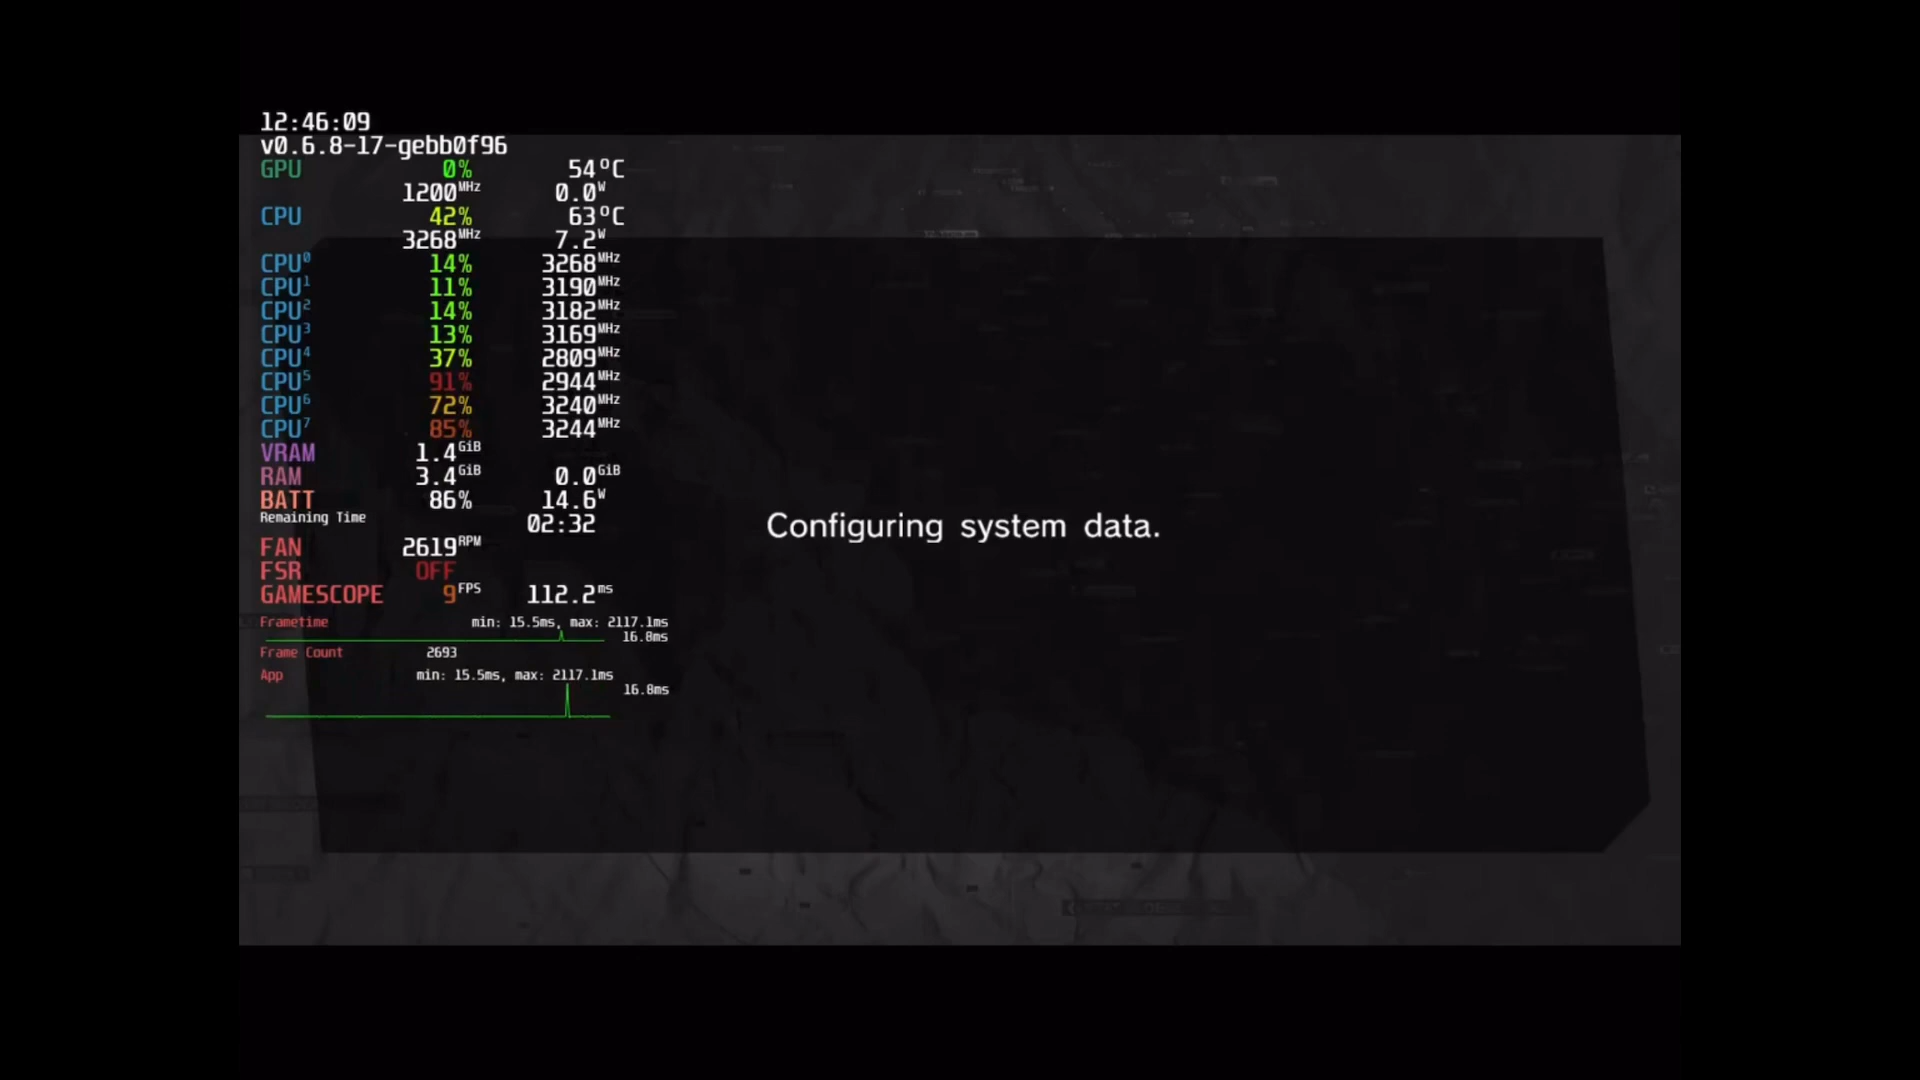 12:46:09
v0.6.8-17-gebb0f96
GPU 0% 54°C
1200MHz 0.0W
CPU 42% 63°C
3268MHz 7.2W
CPU0 14% 3268MHz
CPU1 11% 3190MHz
CPU2 14% 3182MHz
CPU3 13% 3169MHz
CPU4 37% 2809MHz
CPU5 91% 2944MHz
CPU6 72% 3240MHz
CPU7 85% 3244MHz
VRAM 1.4GiB
RAM 3.4GiB 0.0GiB
BATT 86% 14.6W
Remaining Time 02:32
FAN 2619RPM
FSR OFF
GAMESCOPE 9FPS 112.2ms
Frametime min: 15.5ms, max: 2117.1ms
16.8ms
Frame Count 2693
App min: 15.5ms, max: 2117.1ms
16.8ms
Configuring system data.